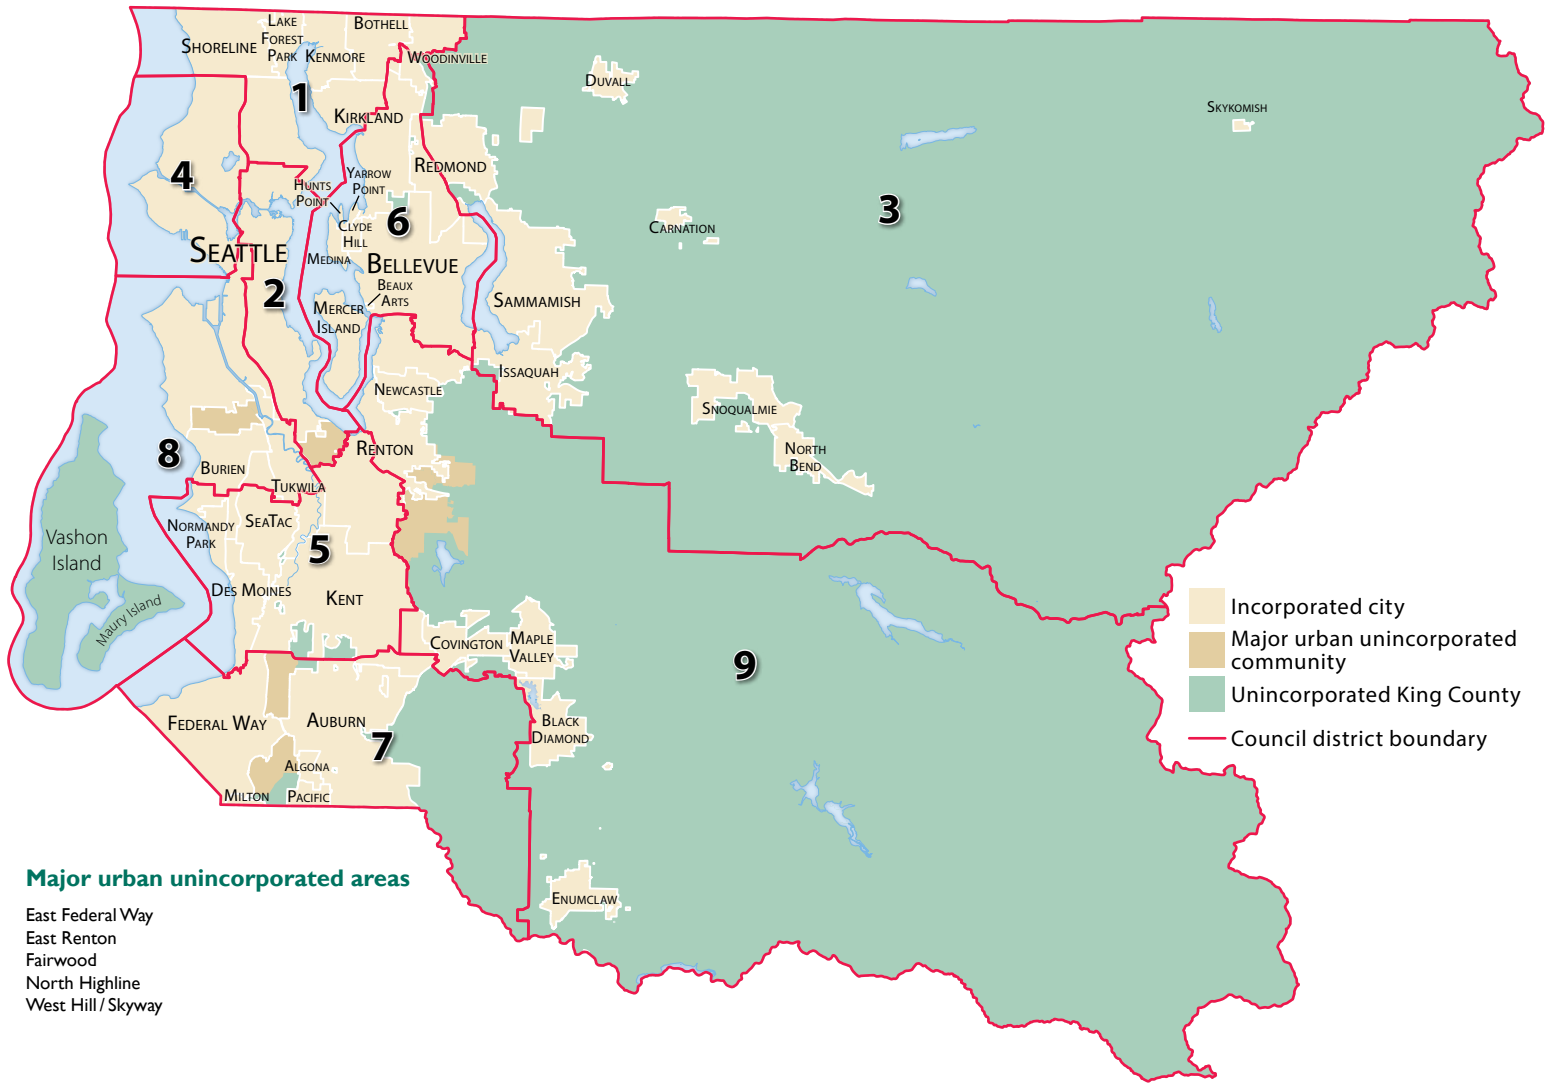 LAKE
FOREST
PARK
SHORELINE
KENMORE
BOTHELL
WOODINVILLE
DUVALL
SKYKOMISH
1
KIRKLAND
4
REDMOND
YARROW
POINT
HUNTS
POINT
3
6
CLYDE
HILL
CARNATION
SEATTLE
MEDINA
BELLEVUE
2
BEAUX
ARTS
MERCER
ISLAND
SAMMAMISH
ISSAQUAH
NEWCASTLE
SNOQUALMIE
NORTH
BEND
8
BURIEN
RENTON
TUKWILA
NORMANDY
PARK
SEATAC
Vashon
Island
5
DES MOINES
KENT
Maury Island
COVINGTON
MAPLE
VALLEY
9
FEDERAL WAY
AUBURN
7
BLACK
DIAMOND
ALGONA
MILTON
PACIFIC
ENUMCLAW
Incorporated city
Major urban unincorporated
community
Unincorporated King County
Council district boundary
Major urban unincorporated areas
East Federal Way
East Renton
Fairwood
North Highline
West Hill / Skyway